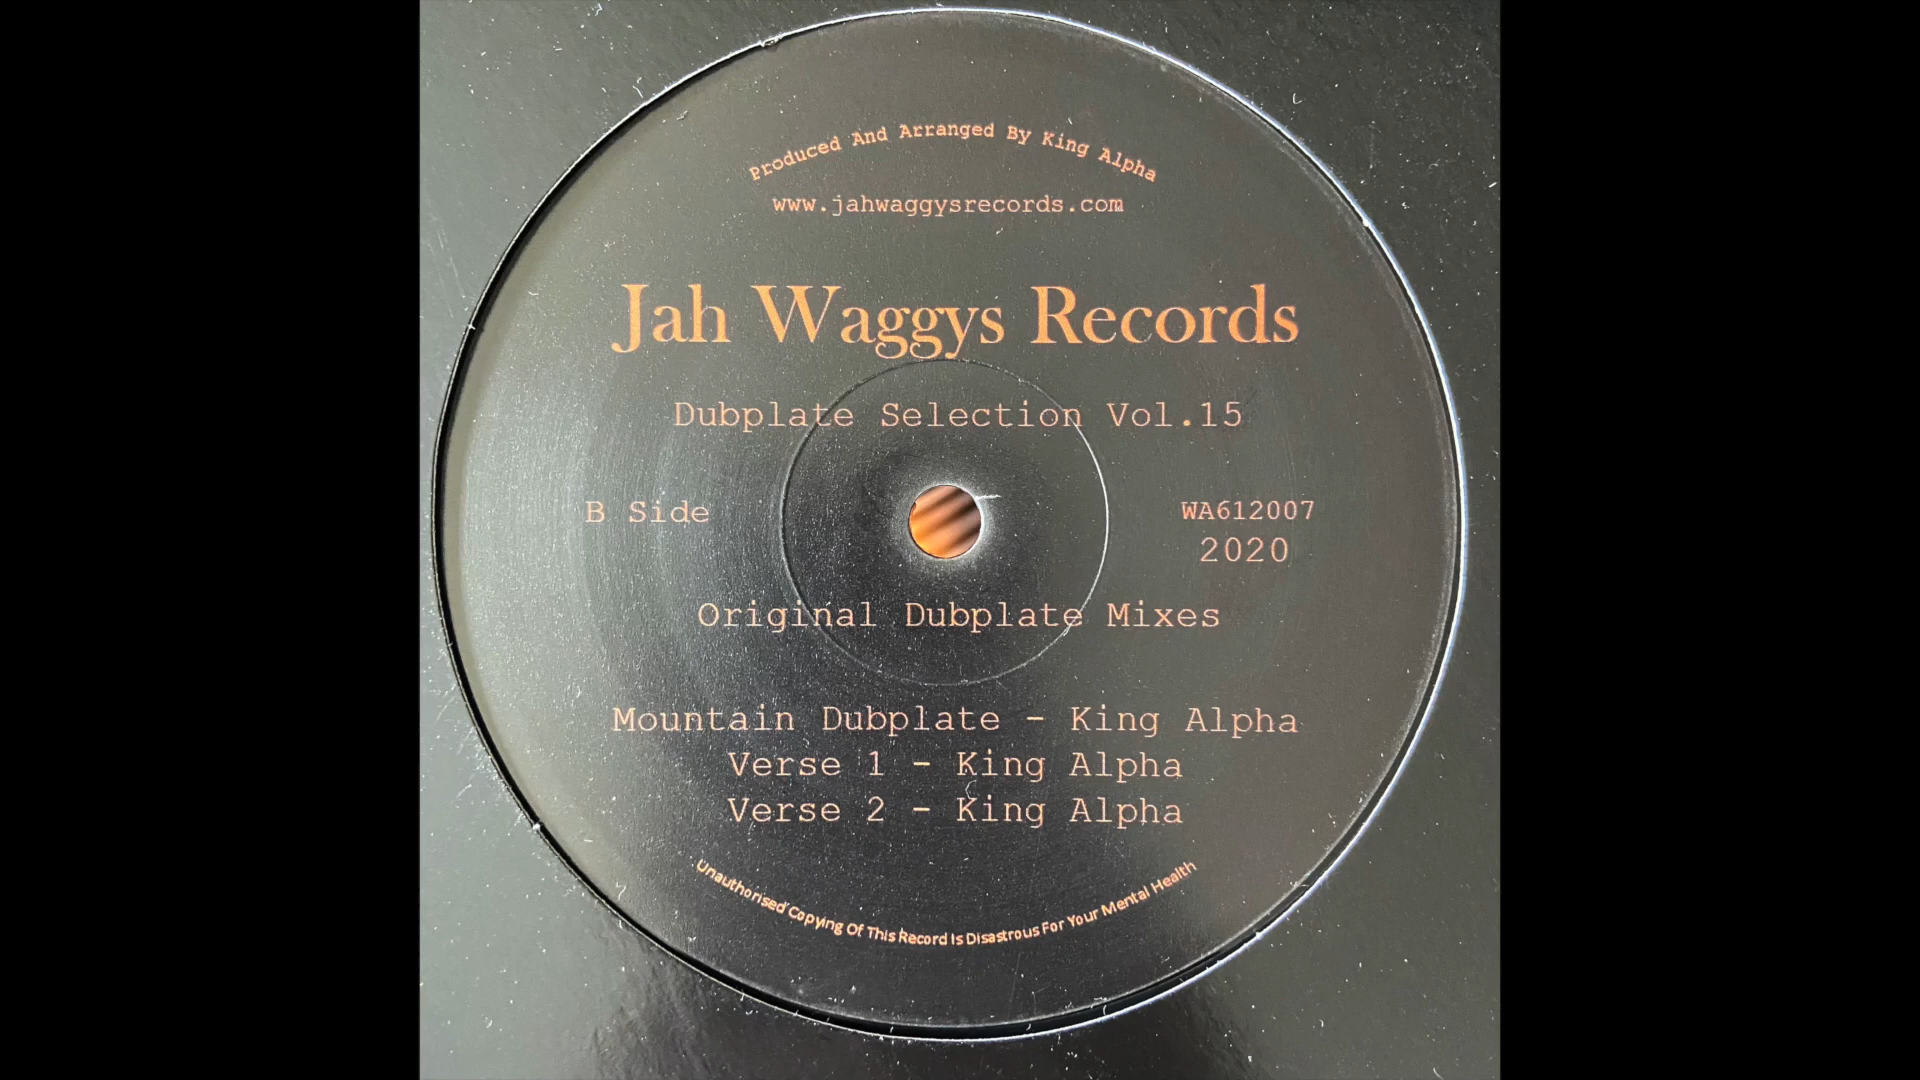 Produced And Arranged By King Alpha
www.jahwaggysrecords.com
Jah Waggys Records
Dubplate Selection Vol.15
B Side
WA612007
2020
Original Dubplate Mixes
Mountain Dubplate - King Alpha
Verse 1 - King Alpha
Verse 2 - King Alpha
Unauthorised Copying Of This Record Is Disastrous For Your Mental Health